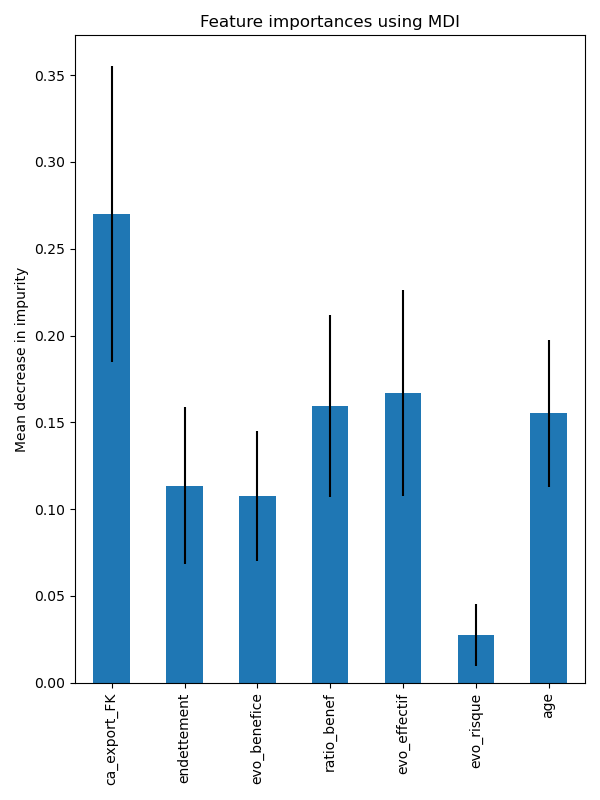 Feature importances using MDI
Mean decrease in impurity
0.35
0.30
0.25
0.20
0.15
0.10
0.05
0.00
ca_export_FK
endettement
evo_benefice
ratio_benef
evo_effectif
evo_risque
age